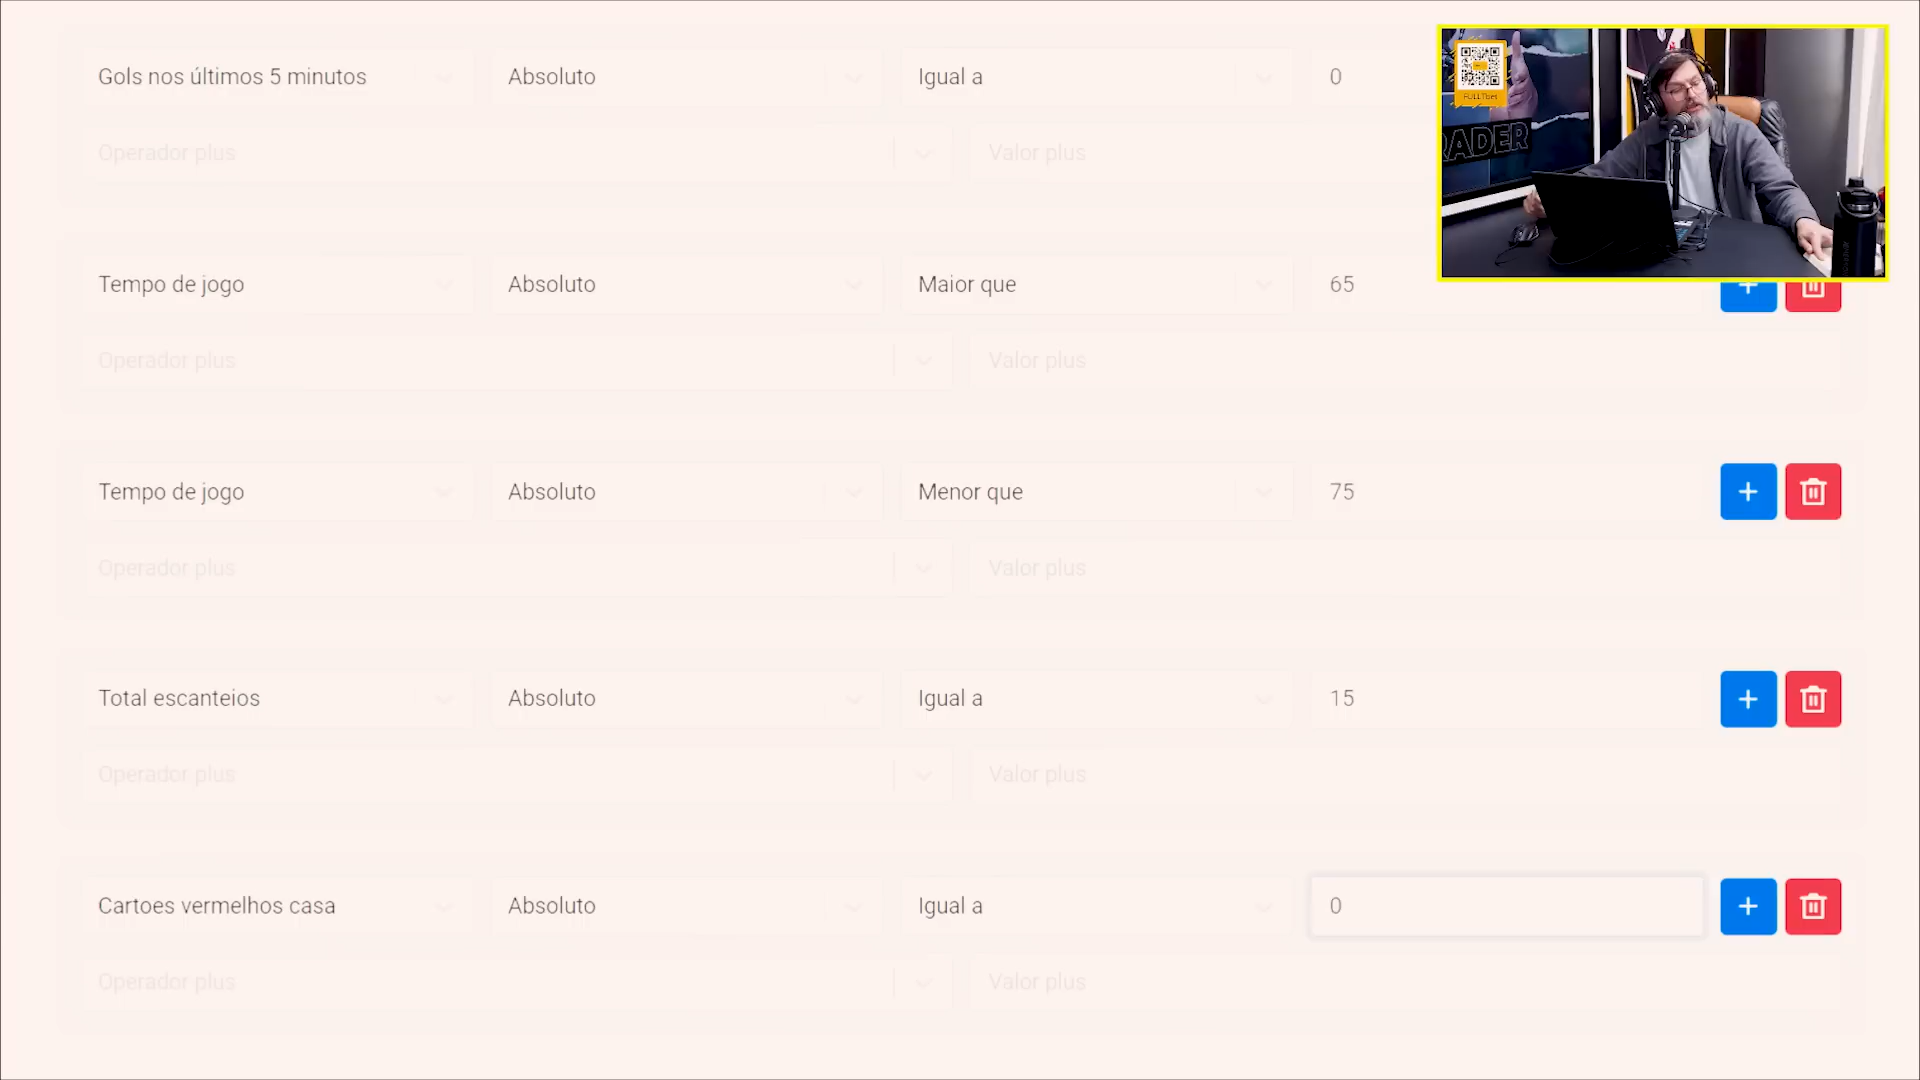 Gols nos últimos 5 minutos Absoluto Igual a 0
Operador plus Valor plus
Tempo de jogo Absoluto Maior que 65
Operador plus Valor plus
Tempo de jogo Absoluto Menor que 75
Operador plus Valor plus
Total escanteios Absoluto Igual a 15
Operador plus Valor plus
Cartoes vermelhos casa Absoluto Igual a 0
Operador plus Valor plus
FULLTbet
RADER